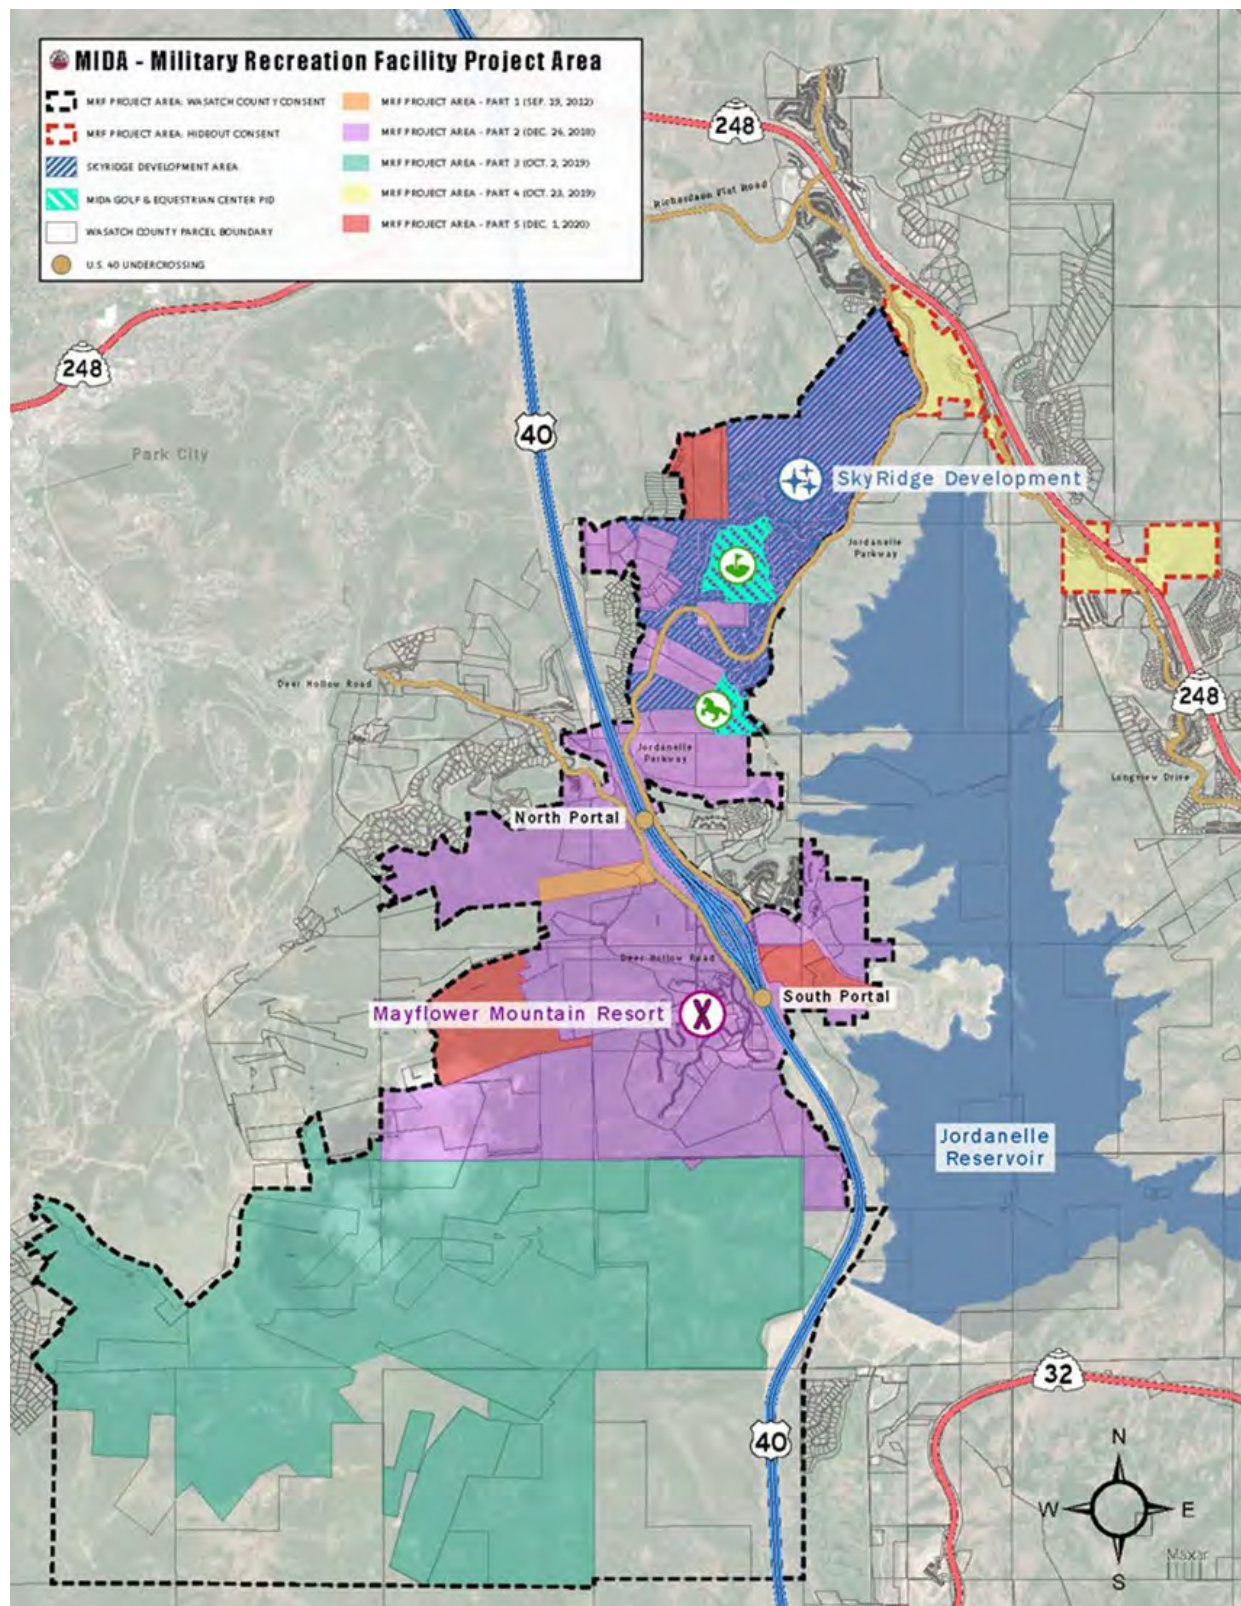 MIDA - Military Recreation Facility Project Area
MRF PROJECT AREA: WASATCH COUNTY CONSENT
MRF PROJECT AREA: HIDEOUT CONSENT
SKYRIDGE DEVELOPMENT AREA
MIDA GOLF & EQUESTRIAN CENTER PID
WASATCH COUNTY PARCEL BOUNDARY
U.S. 40 UNDERCROSSING
MRF PROJECT AREA - PART 1 (SEP. 19, 2012)
MRF PROJECT AREA - PART 2 (DEC. 26, 2018)
MRF PROJECT AREA - PART 3 (OCT. 2, 2019)
MRF PROJECT AREA - PART 4 (OCT. 23, 2019)
MRF PROJECT AREA - PART 5 (DEC. 1, 2020)
248
Richardson Flat Road
248
40
Park City
SkyRidge Development
Jordanelle
Parkway
Deer Hollow Road
248
Jordanelle
Parkway
Longview Drive
North Portal
Deer Hollow Road
South Portal
Mayflower Mountain Resort
Jordanelle
Reservoir
32
40
N
W
E
S
Maxar